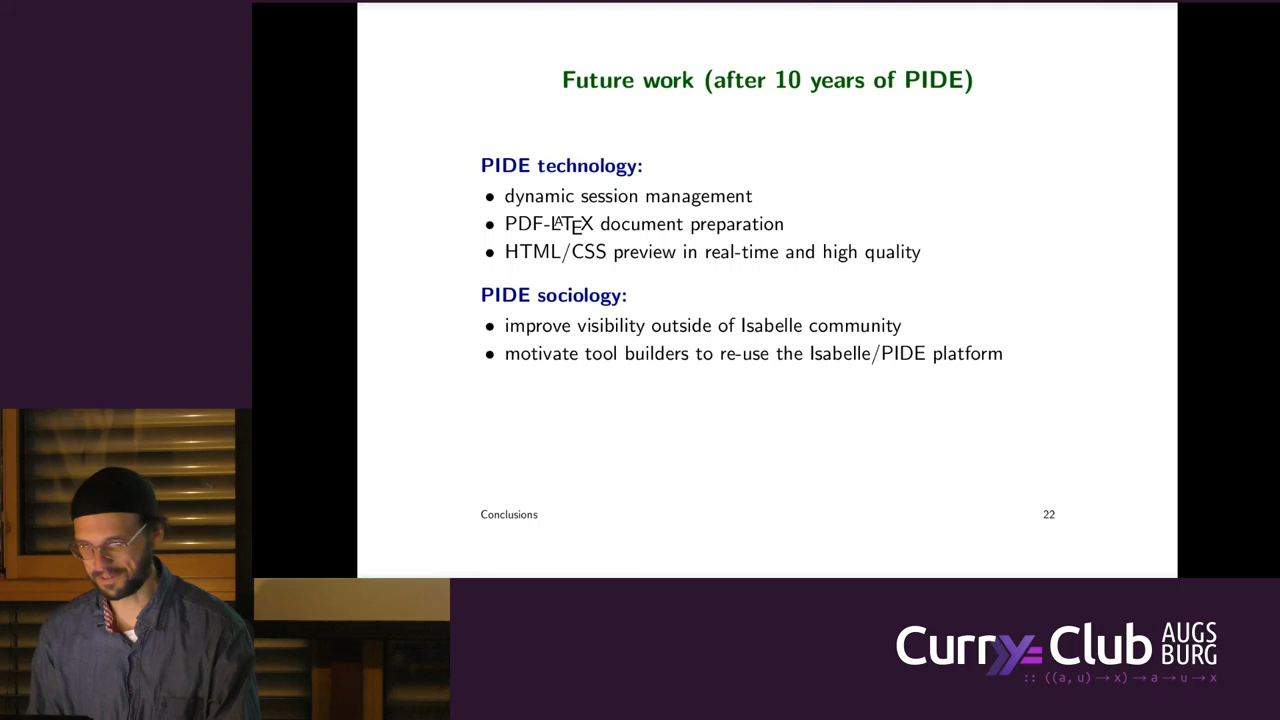 Future work (after 10 years of PIDE)
PIDE technology:
• dynamic session management
• PDF-LATEX document preparation
• HTML/CSS preview in real-time and high quality
PIDE sociology:
• improve visibility outside of Isabelle community
• motivate tool builders to re-use the Isabelle/PIDE platform
Conclusions 22
Curry Club AUGS
BURG
:: ((a, u) → x) → a → u → x